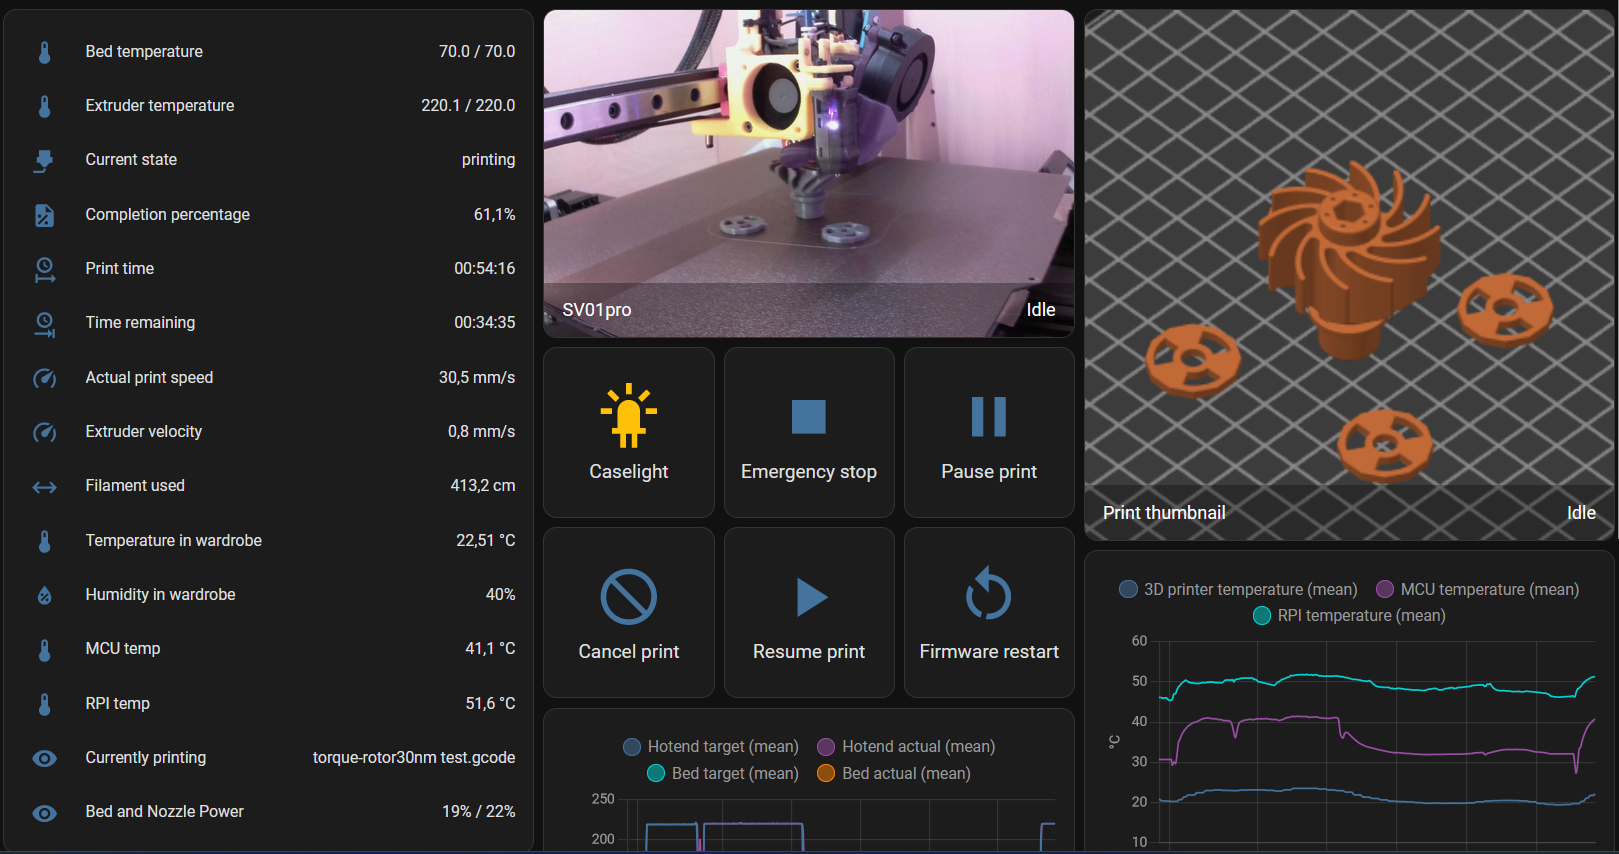 Bed temperature 70.0 / 70.0
Extruder temperature 220.1 / 220.0
Current state printing
Completion percentage 61,1%
Print time 00:54:16
Time remaining 00:34:35
Actual print speed 30,5 mm/s
Extruder velocity 0,8 mm/s
Filament used 413,2 cm
Temperature in wardrobe 22,51 °C
Humidity in wardrobe 40%
MCU temp 41,1 °C
RPI temp 51,6 °C
Currently printing torque-rotor30nm test.gcode
Bed and Nozzle Power 19% / 22%
SV01pro Idle
Caselight
Emergency stop
Pause print
Cancel print
Resume print
Firmware restart
Hotend target (mean) Hotend actual (mean)
Bed target (mean) Bed actual (mean)
250
200
Print thumbnail Idle
3D printer temperature (mean) MCU temperature (mean)
RPI temperature (mean)
60
50
40
°C
30
20
10